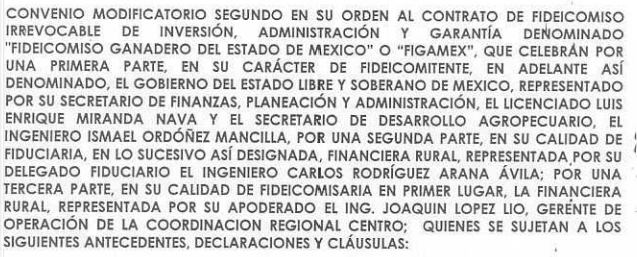 CONVENIO MODIFICATORIO SEGUNDO EN SU ORDEN AL CONTRATO DE FIDEICOMISO
IRREVOCABLE DE INVERSIÓN, ADMINISTRACIÓN Y GARANTÍA DENOMINADO
"FIDEICOMISO GANADERO DEL ESTADO DE MEXICO" O "FIGAMEX", QUE CELEBRÁN POR
UNA PRIMERA PARTE, EN SU CARÁCTER DE FIDEICOMITENTE, EN ADELANTE ASÍ
DENOMINADO, EL GOBIERNO DEL ESTADO LIBRE Y SOBERANO DE MEXICO, REPRESENTADO
POR SU SECRETARIO DE FINANZAS, PLANEACIÓN Y ADMINISTRACIÓN, EL LICENCIADO LUIS
ENRIQUE MIRANDA NAVA Y EL SECRETARIO DE DESARROLLO AGROPECUARIO, EL
INGENIERO ISMAEL ORDÓÑEZ MANCILLA, POR UNA SEGUNDA PARTE, EN SU CALIDAD DE
FIDUCIARIA, EN LO SUCESIVO ASÍ DESIGNADA, FINANCIERA RURAL, REPRESENTADA POR SU
DELEGADO FIDUCIARIO EL INGENIERO CARLOS RODRÍGUEZ ARANA ÁVILA; POR UNA
TERCERA PARTE, EN SU CALIDAD DE FIDEICOMISARIA EN PRIMER LUGAR, LA FINANCIERA
RURAL, REPRESENTADA POR SU APODERADO EL ING. JOAQUIN LOPEZ LIO, GERENTE DE
OPERACIÓN DE LA COORDINACION REGIONAL CENTRO; QUIENES SE SUJETAN A LOS
SIGUIENTES ANTECEDENTES, DECLARACIONES Y CLÁUSULAS: